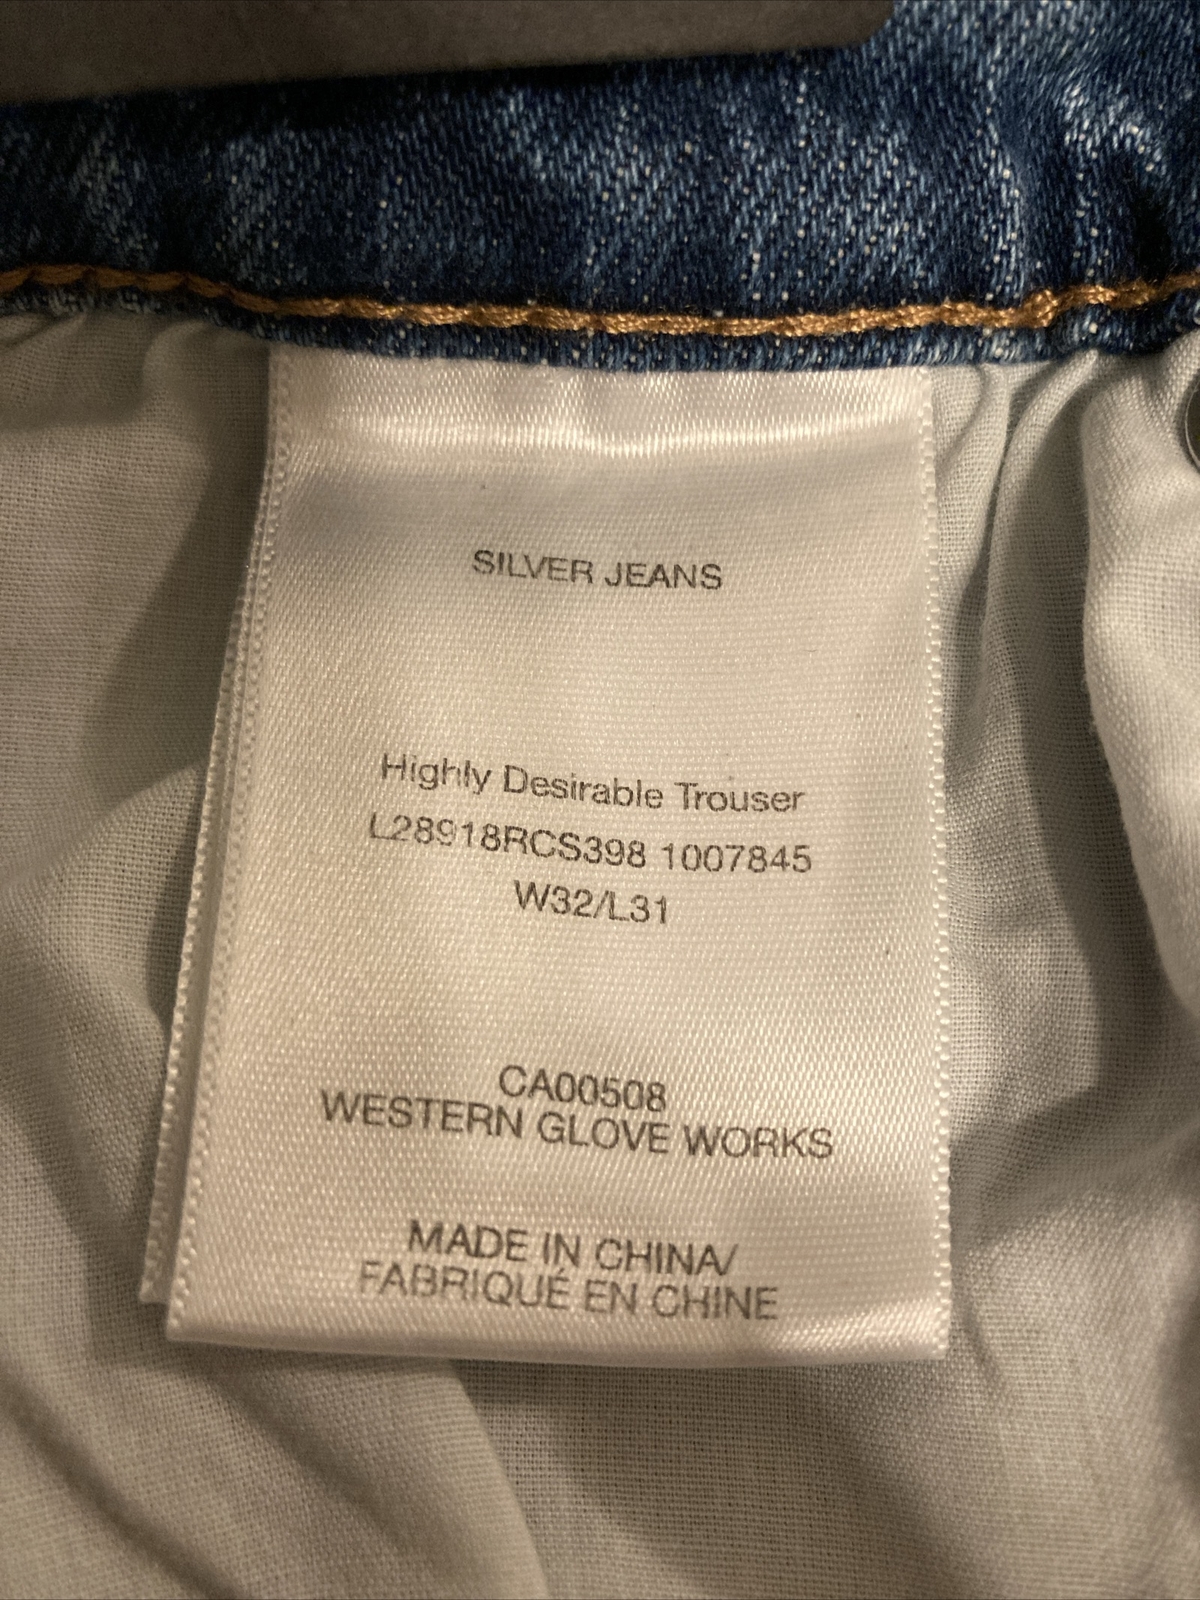 SILVER JEANS
Highly Desirable Trouser
L28918RCS398 1007845
W32/L31
CA00508
WESTERN GLOVE WORKS
MADE IN CHINA/
FABRIQUÉ EN CHINE